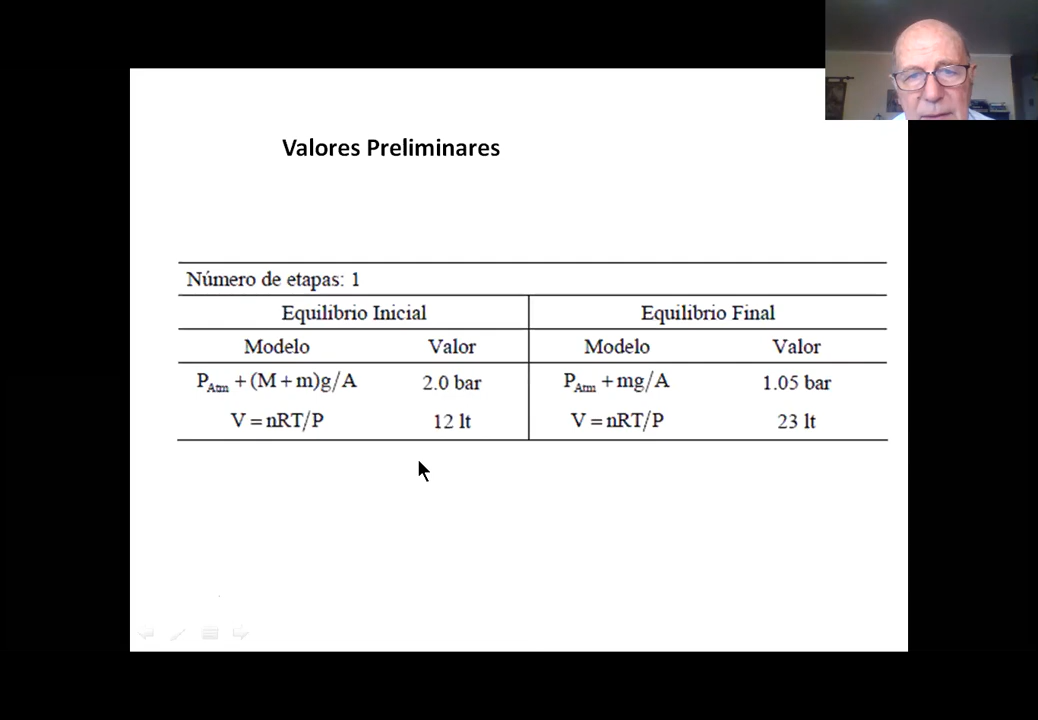 Valores Preliminares
Número de etapas: 1
Equilibrio Inicial Equilibrio Final
Modelo Valor Modelo Valor
P_Atm + (M + m)g/A 2.0 bar P_Atm + mg/A 1.05 bar
V = nRT/P 12 lt V = nRT/P 23 lt